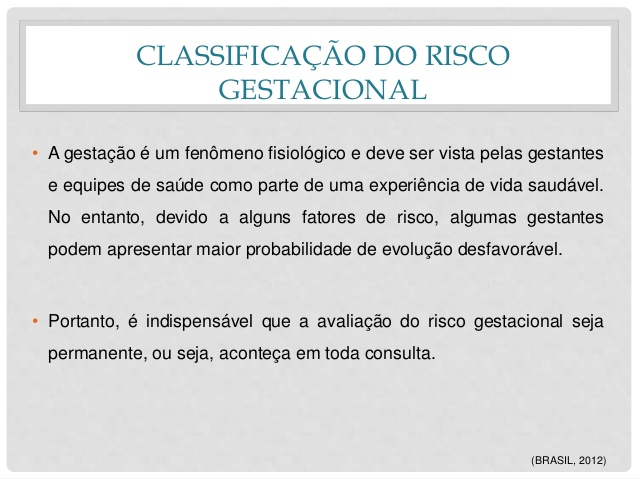 CLASSIFICAÇÃO DO RISCO
GESTACIONAL
• A gestação é um fenômeno fisiológico e deve ser vista pelas gestantes
e equipes de saúde como parte de uma experiência de vida saudável.
No entanto, devido a alguns fatores de risco, algumas gestantes
podem apresentar maior probabilidade de evolução desfavorável.
• Portanto, é indispensável que a avaliação do risco gestacional seja
permanente, ou seja, aconteça em toda consulta.
(BRASIL, 2012)